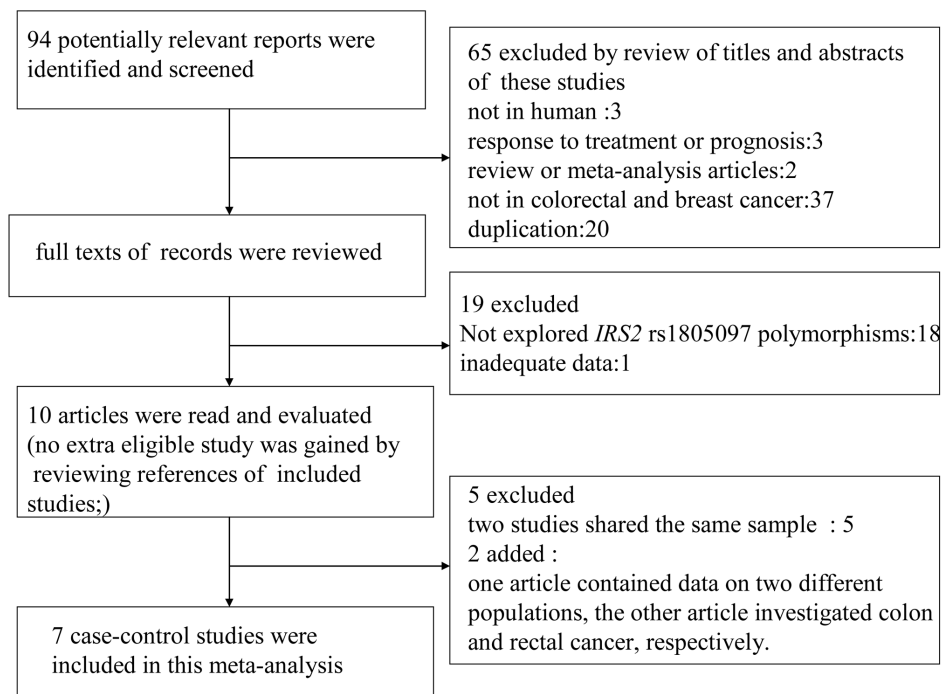 94 potentially relevant reports were
identified and screened
65 excluded by review of titles and abstracts
of these studies
not in human :3
response to treatment or prognosis:3
review or meta-analysis articles:2
not in colorectal and breast cancer:37
duplication:20
full texts of records were reviewed
19 excluded
Not explored IRS2 rs1805097 polymorphisms:18
inadequate data:1
10 articles were read and evaluated
(no extra eligible study was gained by
reviewing references of included
studies;)
5 excluded
two studies shared the same sample : 5
2 added :
one article contained data on two different
populations, the other article investigated colon
and rectal cancer, respectively.
7 case-control studies were
included in this meta-analysis